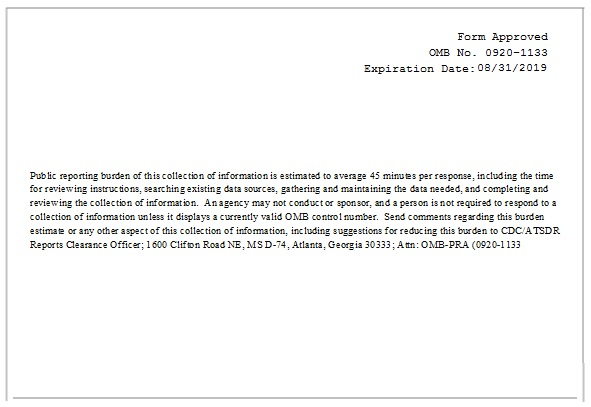 Form Approved
OMB No. 0920-1133
Expiration Date: 08/31/2019
Public reporting burden of this collection of information is estimated to average 45 minutes per response, including the time
for reviewing instructions, searching existing data sources, gathering and maintaining the data needed, and completing and
reviewing the collection of information. An agency may not conduct or sponsor, and a person is not required to respond to a
collection of information unless it displays a currently valid OMB control number. Send comments regarding this burden
estimate or any other aspect of this collection of information, including suggestions for reducing this burden to CDC/ATSDR
Reports Clearance Officer; 1600 Clifton Road NE, MS D-74, Atlanta, Georgia 30333; Attn: OMB-PRA (0920-1133